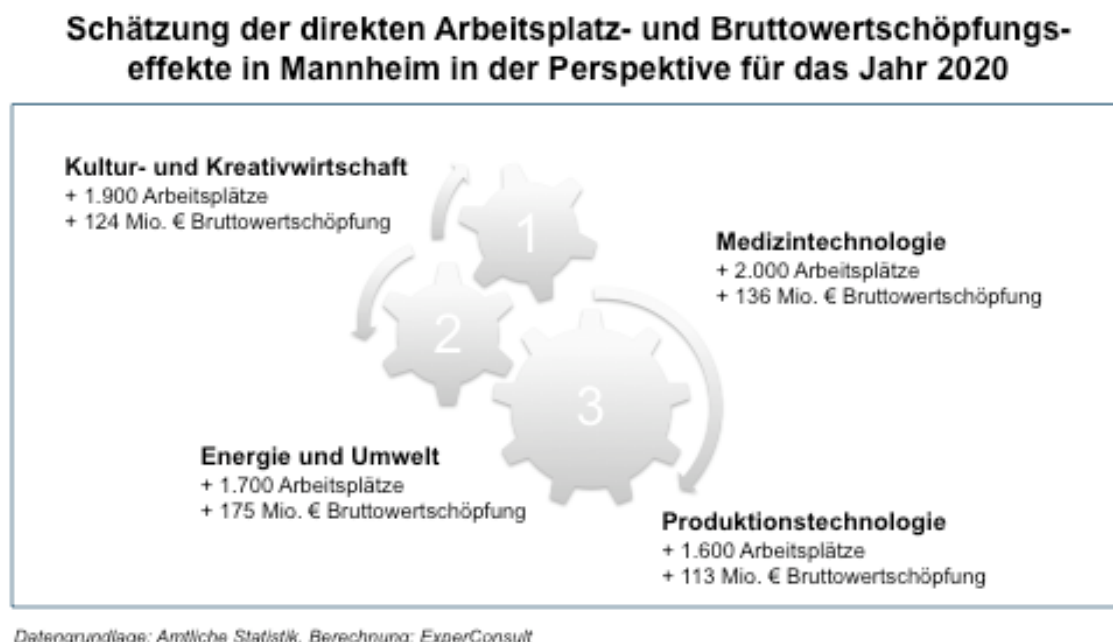 Schätzung der direkten Arbeitsplatz- und Bruttowertschöpfungs-
effekte in Mannheim in der Perspektive für das Jahr 2020
Kultur- und Kreativwirtschaft
+ 1.900 Arbeitsplätze
+ 124 Mio. € Bruttowertschöpfung
1
Medizintechnologie
+ 2.000 Arbeitsplätze
+ 136 Mio. € Bruttowertschöpfung
2
3
Energie und Umwelt
+ 1.700 Arbeitsplätze
+ 175 Mio. € Bruttowertschöpfung
Produktionstechnologie
+ 1.600 Arbeitsplätze
+ 113 Mio. € Bruttowertschöpfung
Datengrundlage: Amtliche Statistik, Berechnung: ExperConsult